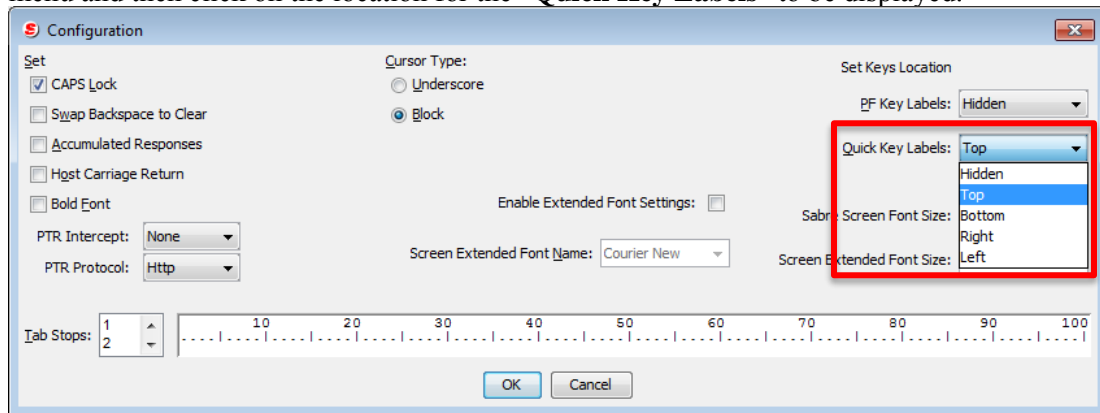 menu and then click on the location for the "Quick Key Labels" to be displayed.
Configuration
Set
CAPS Lock
Swap Backspace to Clear
Accumulated Responses
Host Carriage Return
Bold Font
PTR Intercept: None
PTR Protocol: Http
Cursor Type:
Underscore
Block
Enable Extended Font Settings:
Screen Extended Font Name: Courier New
Set Keys Location
PF Key Labels: Hidden
Quick Key Labels: Top
Hidden
Top
Sabre Screen Font Size: Bottom
Right
Screen Extended Font Size: Left
Tab Stops: 1
2
10 20 30 40 50 60 70 80 90 100
....|....|....|....|....|....|....|....|....|....|....|....|....|....|....|....|....|....|....|....|
OK Cancel